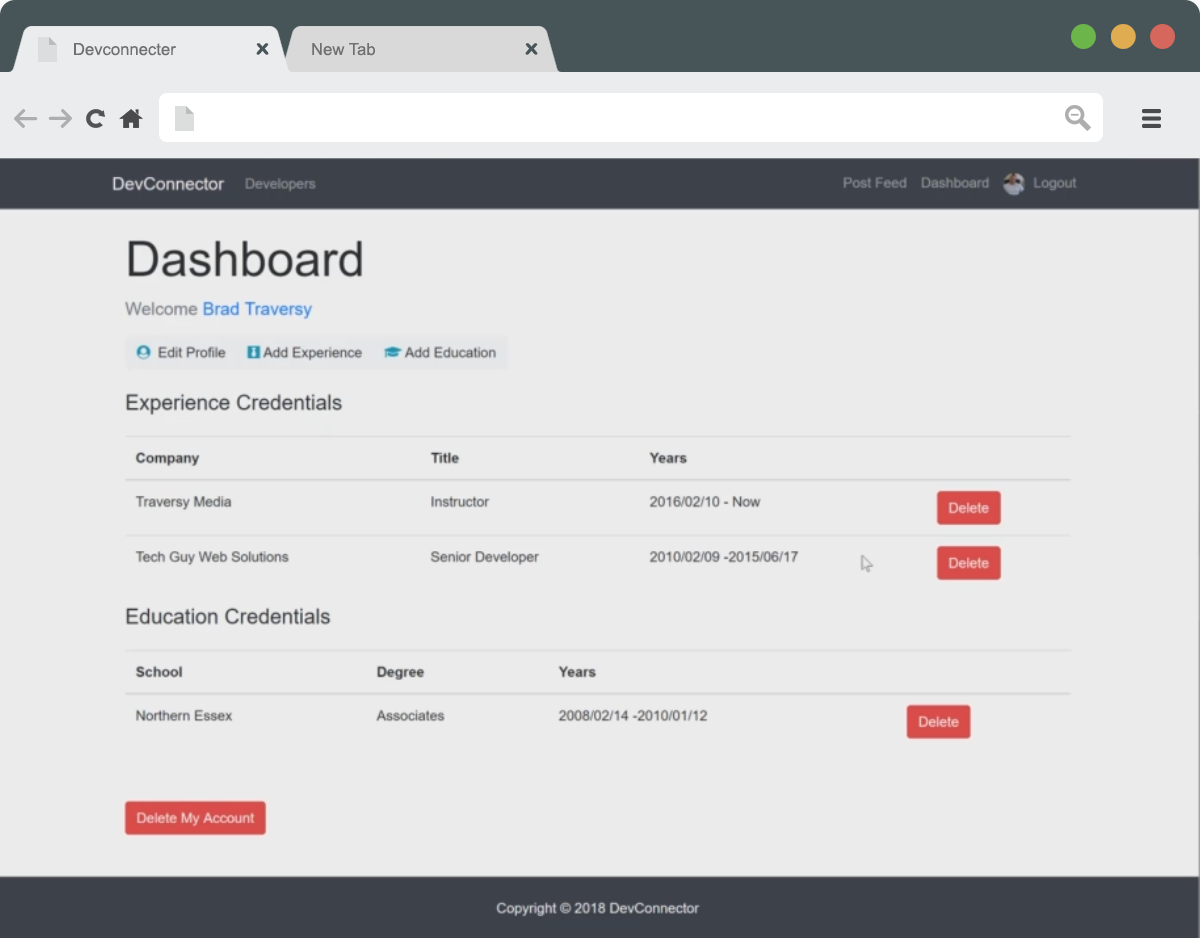 Devconnecter New Tab
DevConnector Developers Post Feed Dashboard Logout
Dashboard
Welcome Brad Traversy
Edit Profile Add Experience Add Education
Experience Credentials
Company Title Years
Traversy Media Instructor 2016/02/10 - Now Delete
Tech Guy Web Solutions Senior Developer 2010/02/09 -2015/06/17 Delete
Education Credentials
School Degree Years
Northern Essex Associates 2008/02/14 -2010/01/12 Delete
Delete My Account
Copyright © 2018 DevConnector